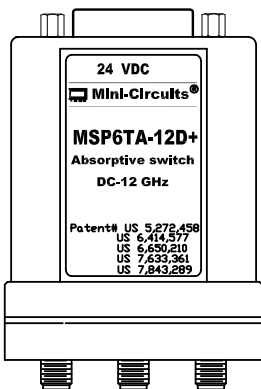 24 VDC
Mini-Circuits®
MSP6TA-12D+
Absorptive switch
DC-12 GHz
Patent# US 5,272,458
US 6,414,577
US 6,650,210
US 7,633,361
US 7,843,289